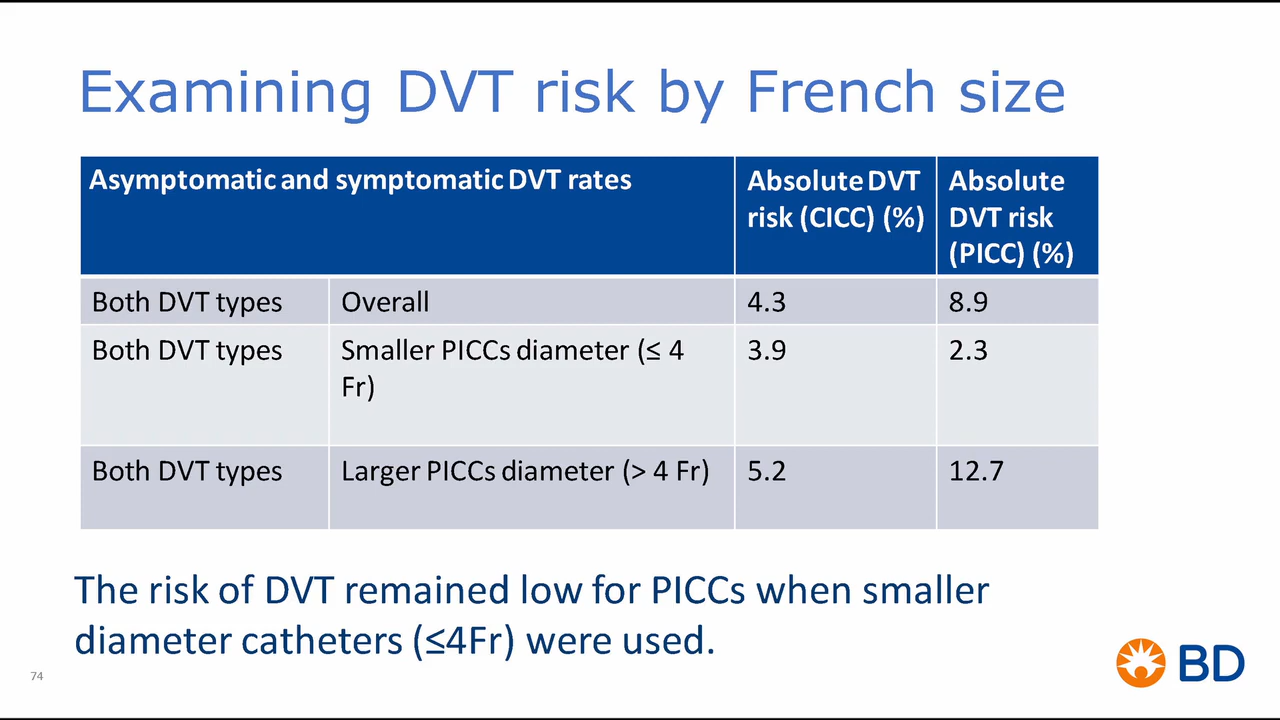 Examining DVT risk by French size
Asymptomatic and symptomatic DVT rates
Absolute DVT
risk (CICC) (%)
Absolute
DVT risk
(PICC) (%)
Both DVT types
Overall
4.3
8.9
Both DVT types
Smaller PICCs diameter (≤ 4
Fr)
3.9
2.3
Both DVT types
Larger PICCs diameter (> 4 Fr)
5.2
12.7
The risk of DVT remained low for PICCs when smaller
diameter catheters (≤4Fr) were used.
74
BD